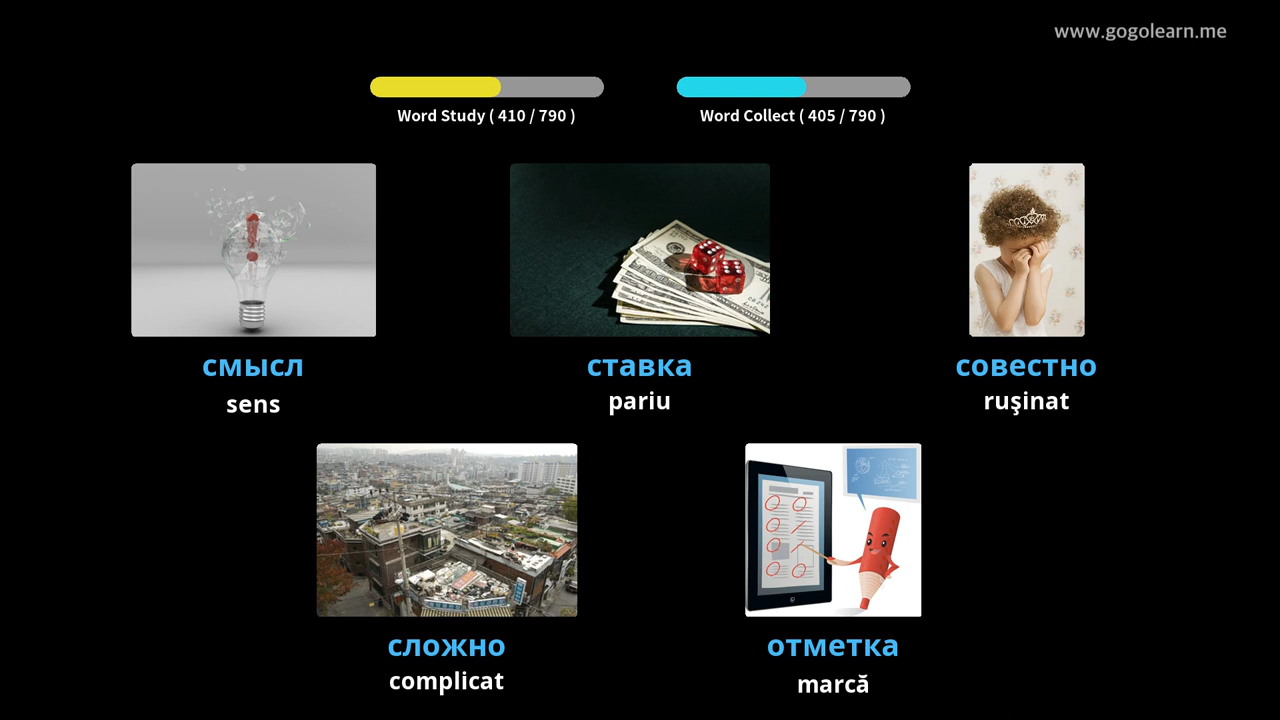 www.gogolearn.me
Word Study ( 410 / 790 )
Word Collect ( 405 / 790 )
смысл
sens
ставка
pariu
совестно
ruşinat
сложно
complicat
отметка
marcă